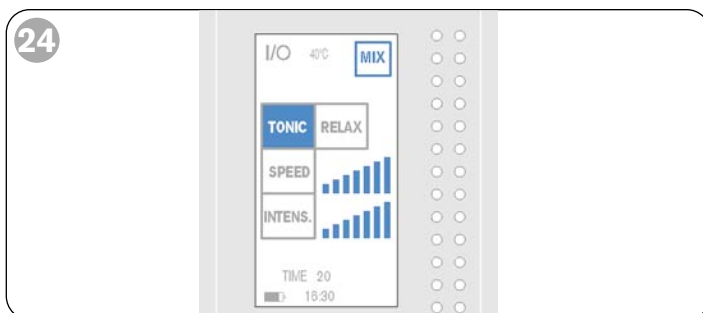 24
I/O 40°C MIX
TONIC RELAX
SPEED
INTENS.
TIME 20
16:30